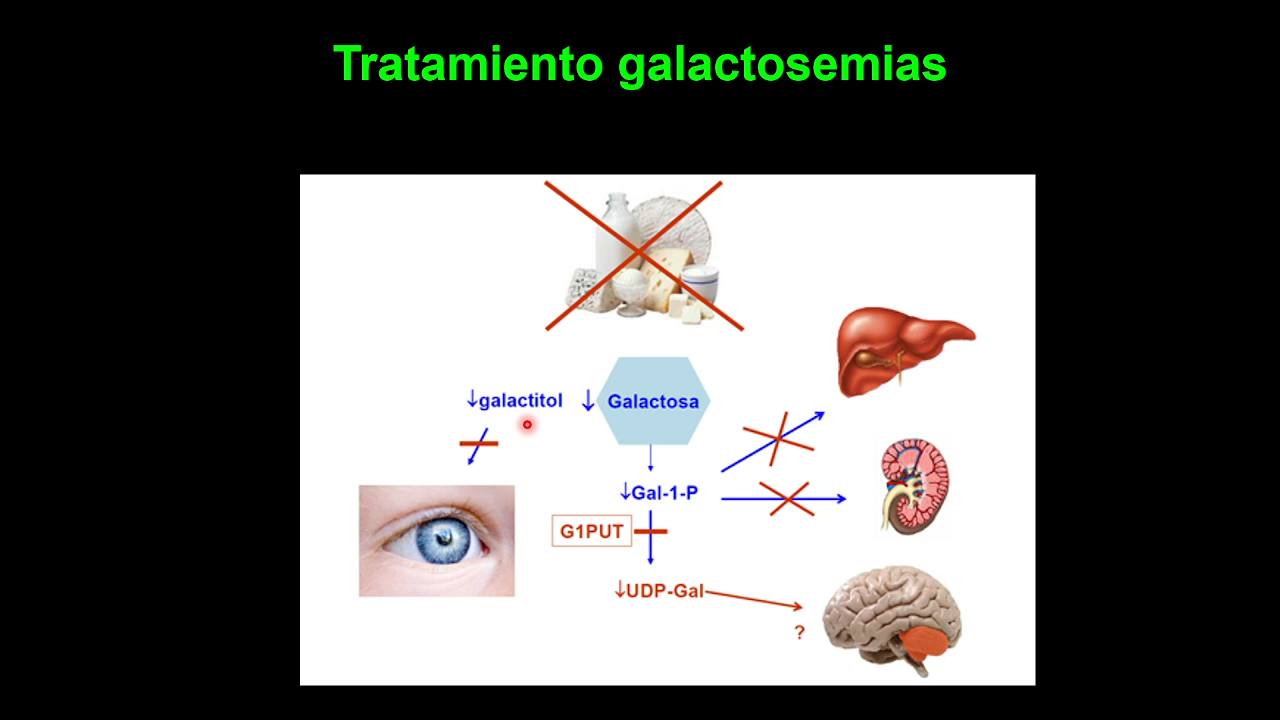 Tratamiento galactosemias
↓galactitol ↓ Galactosa
↓Gal-1-P
G1PUT
↓UDP-Gal
?